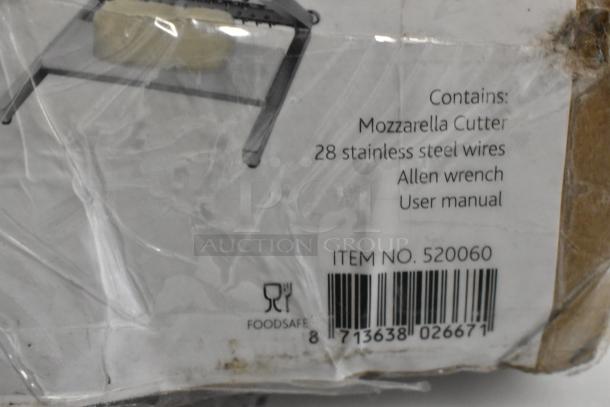 Contains:
Mozzarella Cutter
28 stainless steel wires
Allen wrench
User manual
PCI
AUCTION GROUP
ITEM NO. 520060
FOODSAFE
8 713638 026671